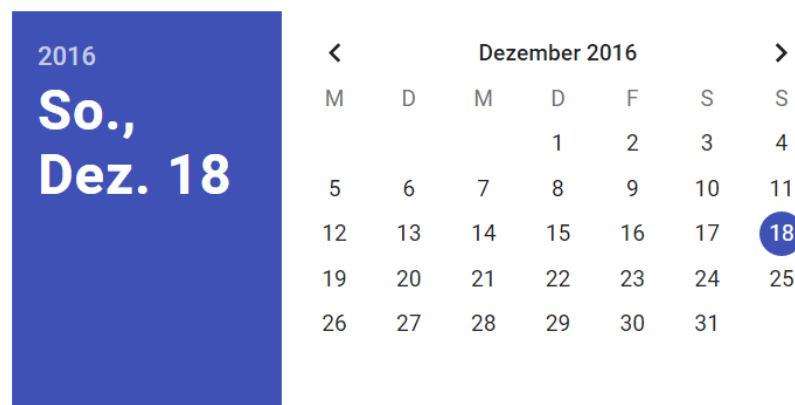 2016
So.,
Dez. 18
Dezember 2016
M D M D F S S
1 2 3 4
5 6 7 8 9 10 11
12 13 14 15 16 17 18
19 20 21 22 23 24 25
26 27 28 29 30 31